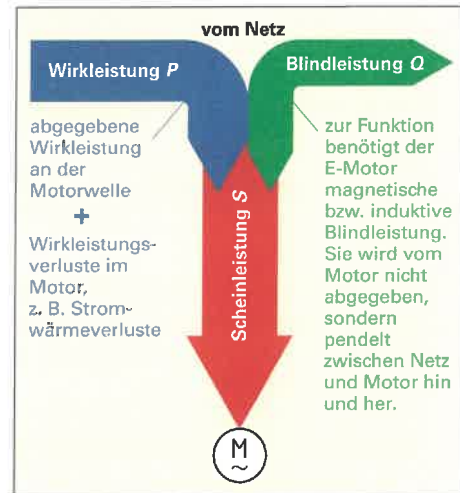 vom Netz
Wirkleistung P
Blindleistung Q
abgegebene
Wirkleistung
an der
Motorwelle
+
Wirkleistungs-
verluste im
Motor,
z. B. Strom-
wärmeverluste
Scheinleistung S
zur Funktion
benötigt der
E-Motor
magnetische
bzw. induktive
Blindleistung.
Sie wird vom
Motor nicht
abgegeben,
sondern
pendelt
zwischen Netz
und Motor hin
und her.
M
~